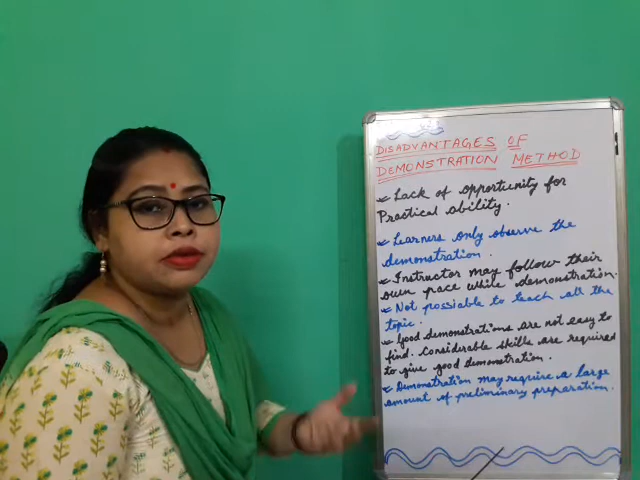 DISADVANTAGES OF
DEMONSTRATION METHOD
Lack of opportunity for
Practical ability.
Learners only observe the
demonstration.
Instructor may follow their
own pace while demonstration.
Not possiable to teach all the
topic.
Good demonstrations are not easy to
find. Considerable skills are required
to give good demonstration.
Demonstration may require a large
amount of preliminary preparation.